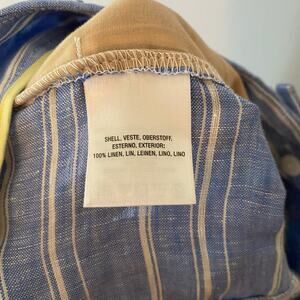 SHELL, VESTE, OBERSTOFF,
ESTERNO, EXTERIOR:
100% LINEN, LIN, LEINEN, LINO, LINO